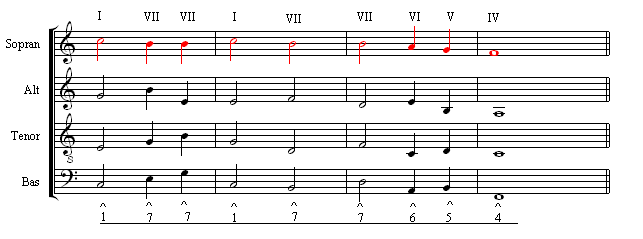 I VII VII I VII VII VI V IV
Sopran
Alt
Tenor
8
Bas
^ ^ ^ ^ ^ ^ ^ ^ ^
1 7 7 1 7 7 6 5 4